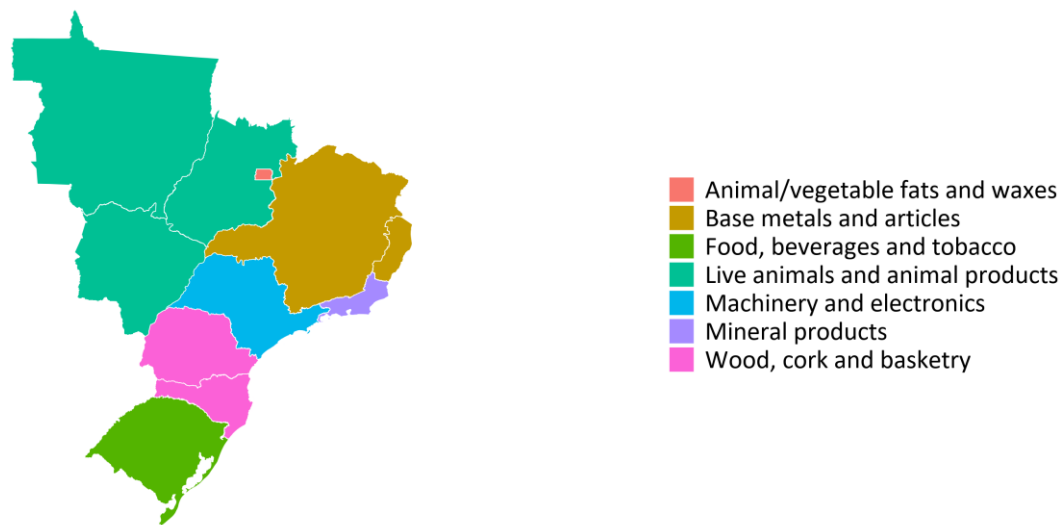 Animal/vegetable fats and waxes
Base metals and articles
Food, beverages and tobacco
Live animals and animal products
Machinery and electronics
Mineral products
Wood, cork and basketry